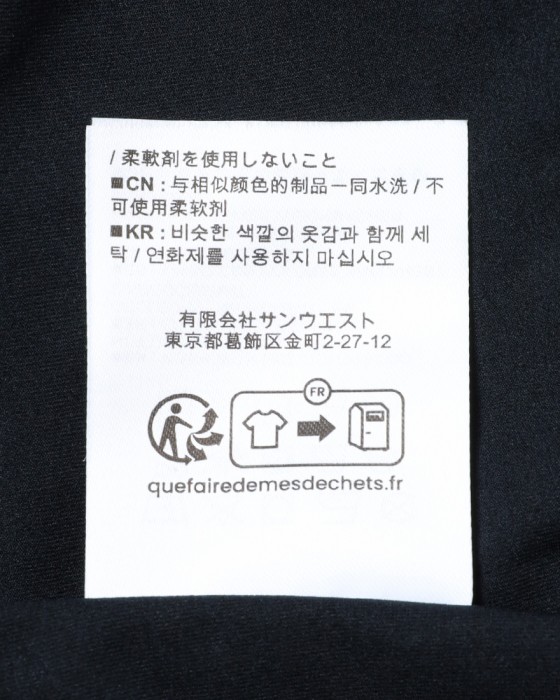 / 柔軟剤を使用しないこと
■CN : 与相似颜色的制品一同水洗 / 不
可使用柔软剂
■KR : 비슷한 색깔의 옷감과 함께 세
탁 / 연화제를 사용하지 마십시오
有限会社サンウエスト
東京都葛飾区金町2-27-12
FR
quefairedemesdechets.fr